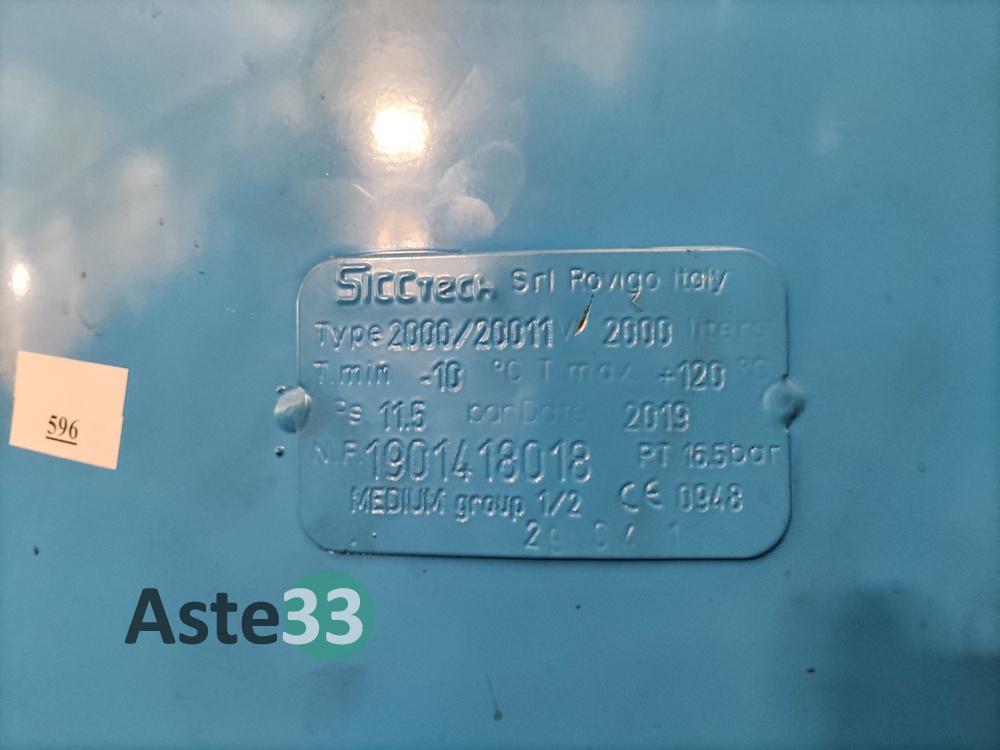 SICCTECH Srl Rovigo Italy
Type 2000/20011 V 2000 liters
T.min -10 °C T max +120 °C
Ps 11.5 bar Date 2019
N.F. 1901418018 PT 16.5bar
MEDIUM group 1/2 CE 0948
596
Aste33